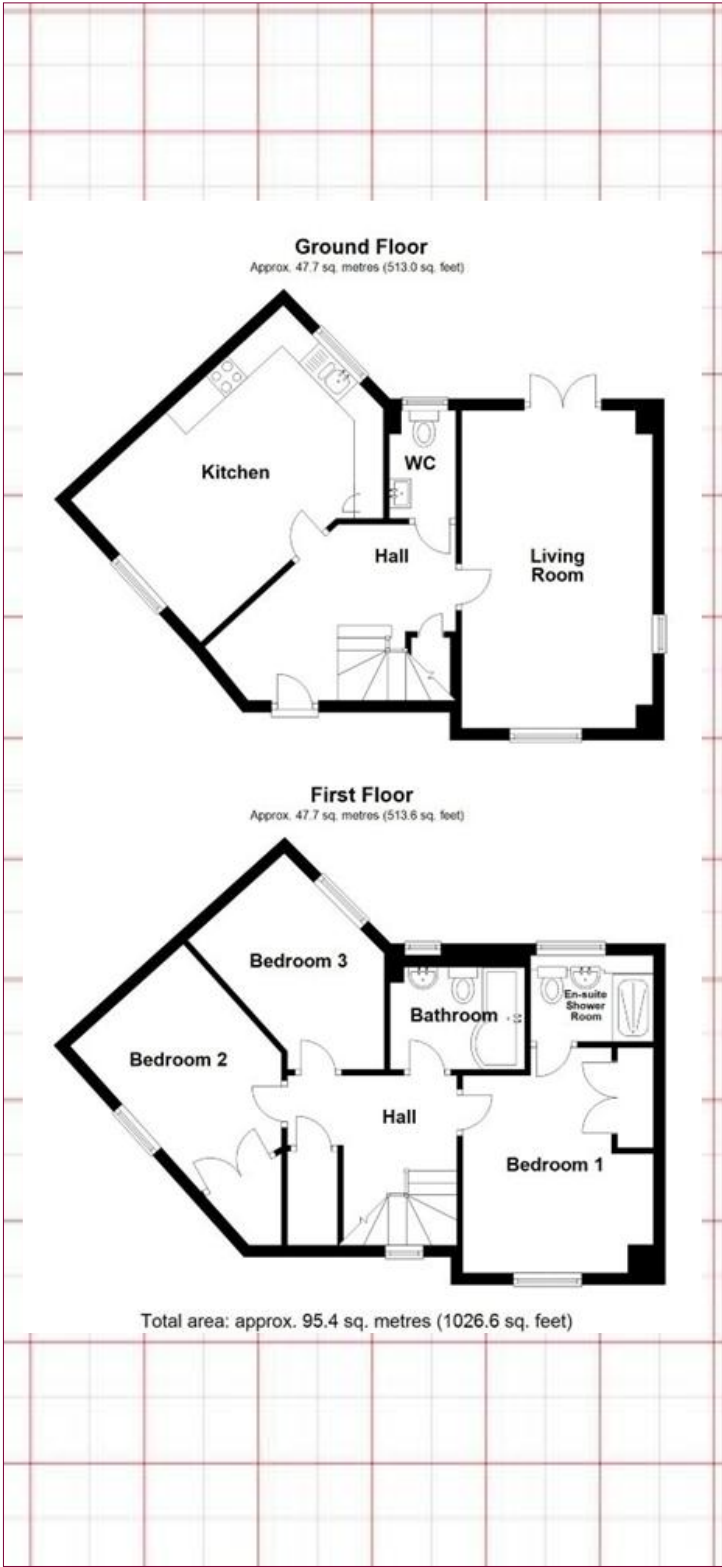 Ground Floor
Approx. 47.7 sq. metres (513.0 sq. feet)
Kitchen
WC
Hall
Living
Room
First Floor
Approx. 47.7 sq. metres (513.6 sq. feet)
Bedroom 3
Bathroom
En-suite
Shower
Room
Bedroom 2
Hall
Bedroom 1
Total area: approx. 95.4 sq. metres (1026.6 sq. feet)